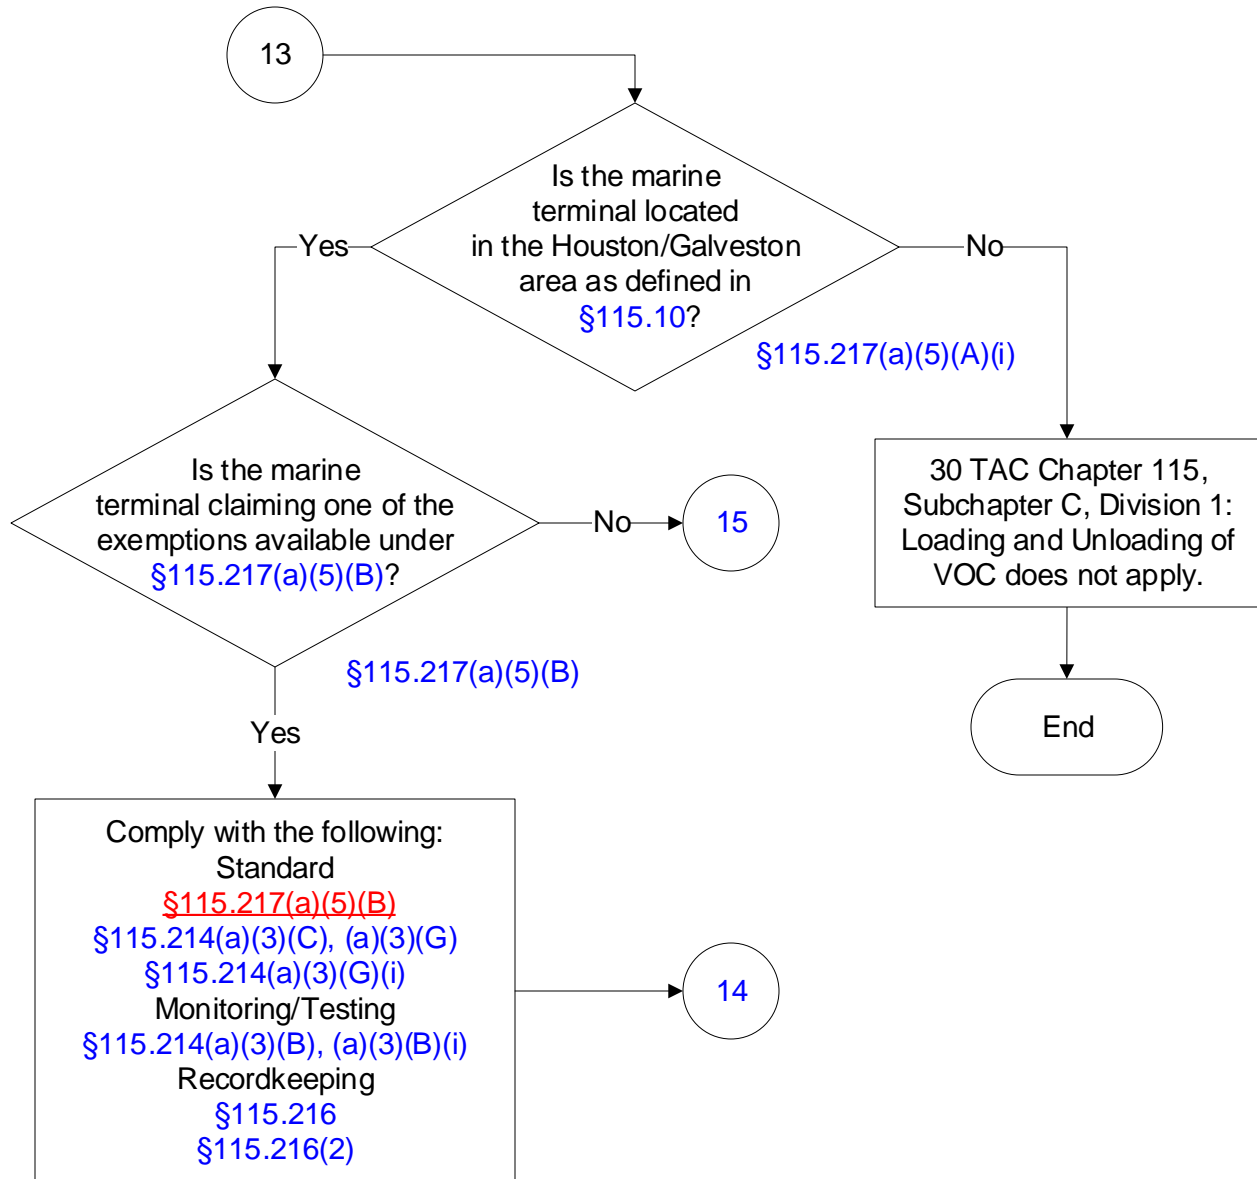 13
Is the marine
terminal located
in the Houston/Galveston
area as defined in
§115.10?
Yes
No
§115.217(a)(5)(A)(i)
Is the marine
terminal claiming one of the
exemptions available under
§115.217(a)(5)(B)?
No
15
30 TAC Chapter 115,
Subchapter C, Division 1:
Loading and Unloading of
VOC does not apply.
§115.217(a)(5)(B)
Yes
End
Comply with the following:
Standard
§115.217(a)(5)(B)
§115.214(a)(3)(C), (a)(3)(G)
§115.214(a)(3)(G)(i)
Monitoring/Testing
§115.214(a)(3)(B), (a)(3)(B)(i)
Recordkeeping
§115.216
§115.216(2)
14